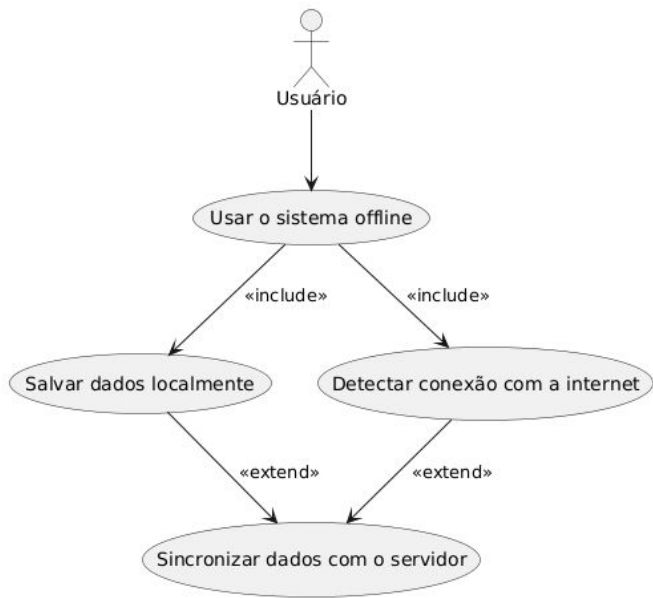 Usuário
Usar o sistema offline
«include»
«include»
Salvar dados localmente
Detectar conexão com a internet
«extend»
«extend»
Sincronizar dados com o servidor